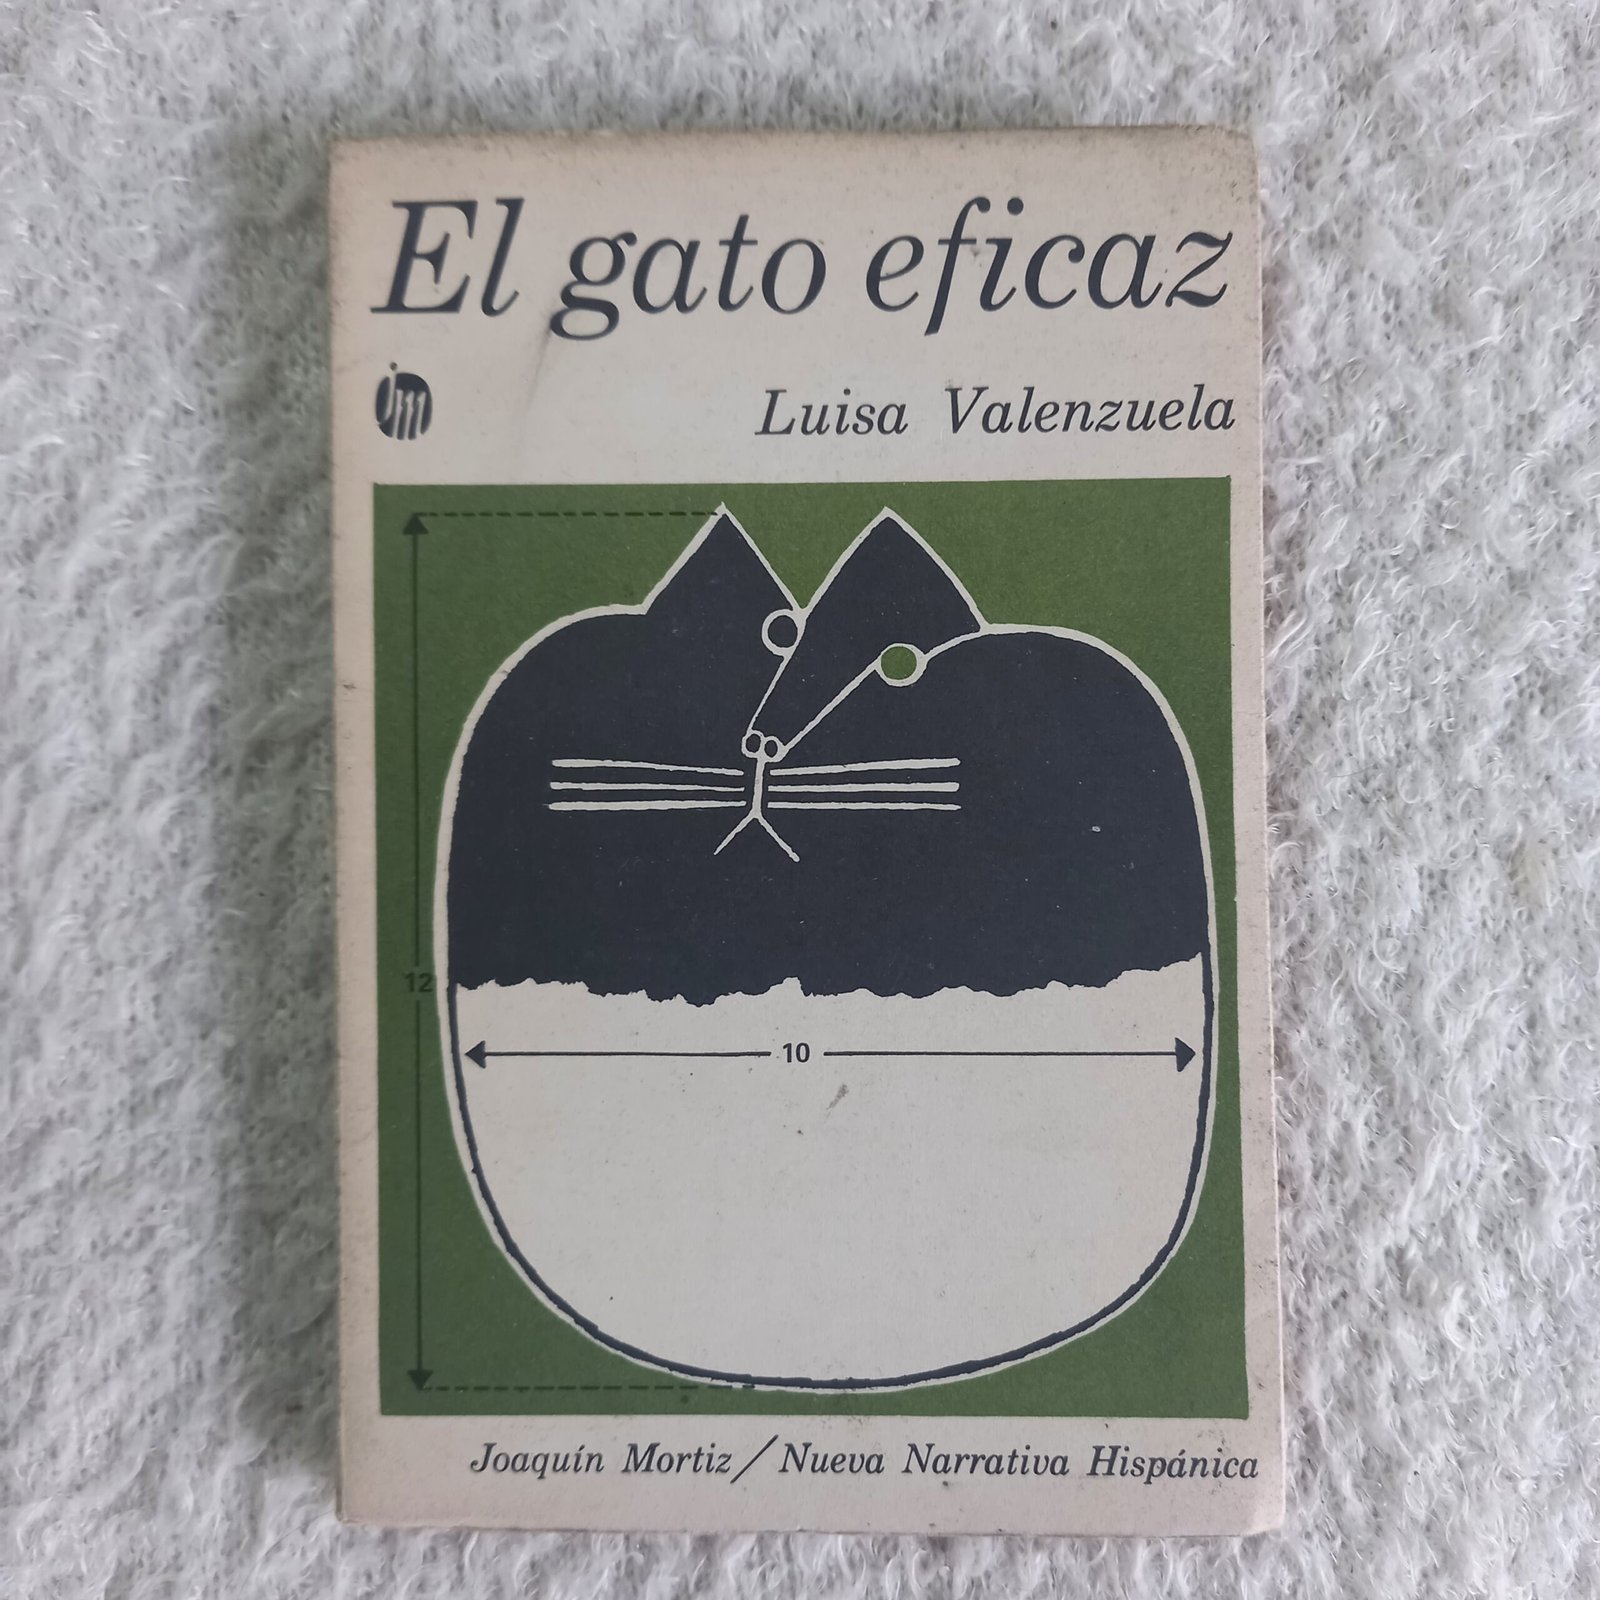 El gato eficaz
jm
Luisa Valenzuela
12
10
Joaquín Mortiz/Nueva Narrativa Hispánica